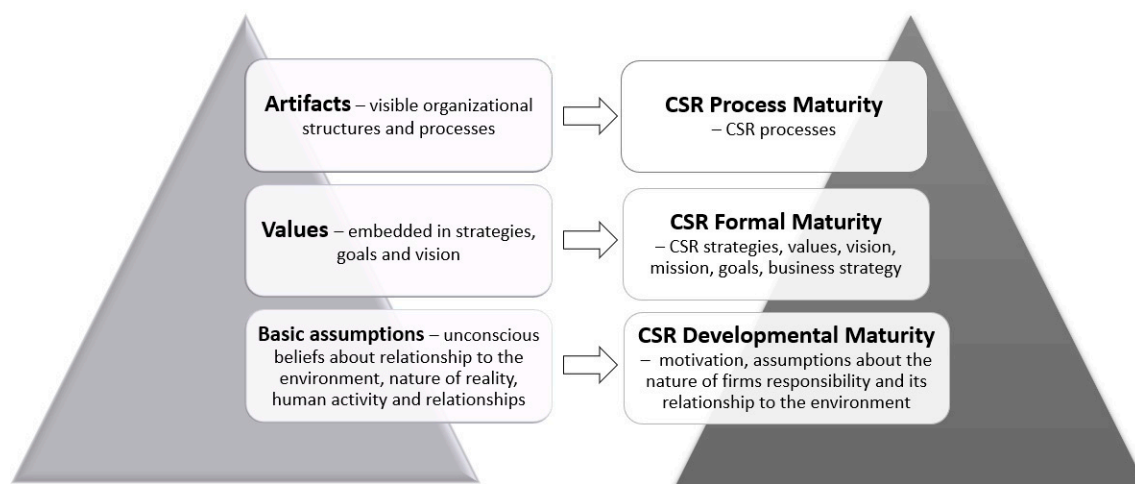 Artifacts – visible organizational
structures and processes
CSR Process Maturity
– CSR processes
Values – embedded in strategies,
goals and vision
CSR Formal Maturity
– CSR strategies, values, vision,
mission, goals, business strategy
Basic assumptions – unconscious
beliefs about relationship to the
environment, nature of reality,
human activity and relationships
CSR Developmental Maturity
– motivation, assumptions about the
nature of firms responsibility and its
relationship to the environment